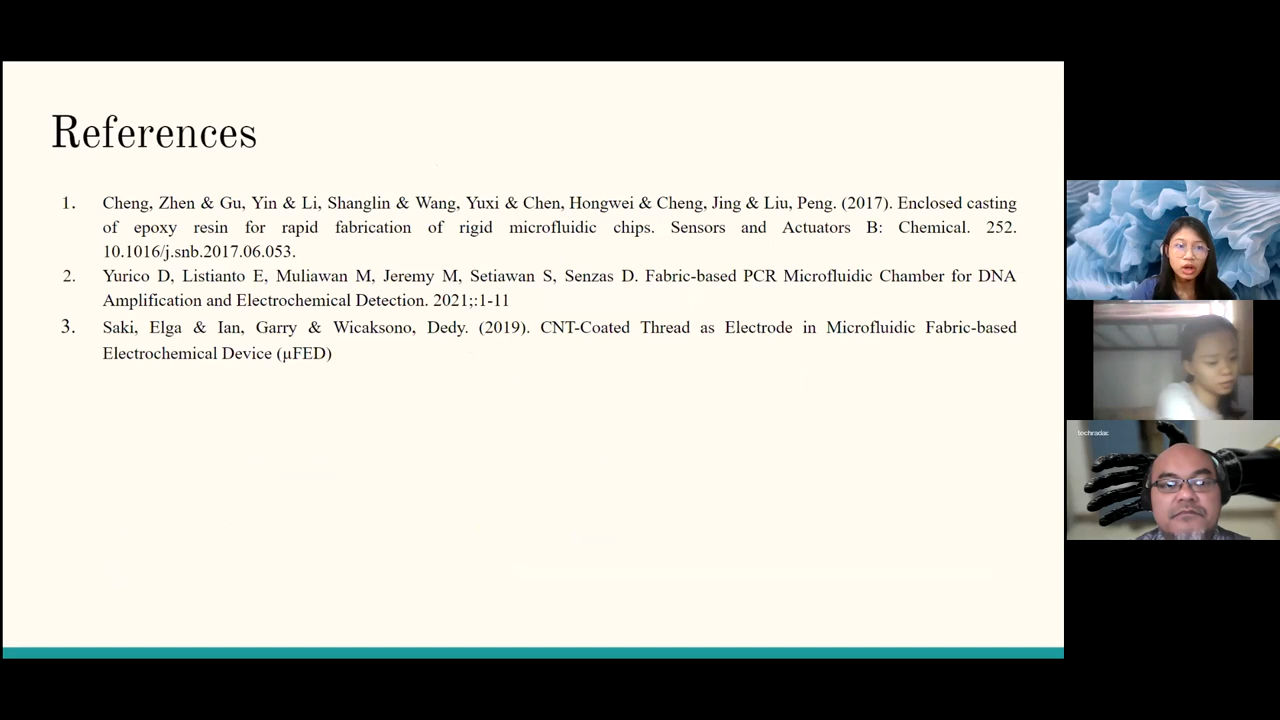 References
1. Cheng, Zhen & Gu, Yin & Li, Shanglin & Wang, Yuxi & Chen, Hongwei & Cheng, Jing & Liu, Peng. (2017). Enclosed casting
of epoxy resin for rapid fabrication of rigid microfluidic chips. Sensors and Actuators B: Chemical. 252.
10.1016/j.snb.2017.06.053.
2. Yurico D, Listianto E, Muliawan M, Jeremy M, Setiawan S, Senzas D. Fabric-based PCR Microfluidic Chamber for DNA
Amplification and Electrochemical Detection. 2021;:1-11
3. Saki, Elga & Ian, Garry & Wicaksono, Dedy. (2019). CNT-Coated Thread as Electrode in Microfluidic Fabric-based
Electrochemical Device (µFED)
techradar.